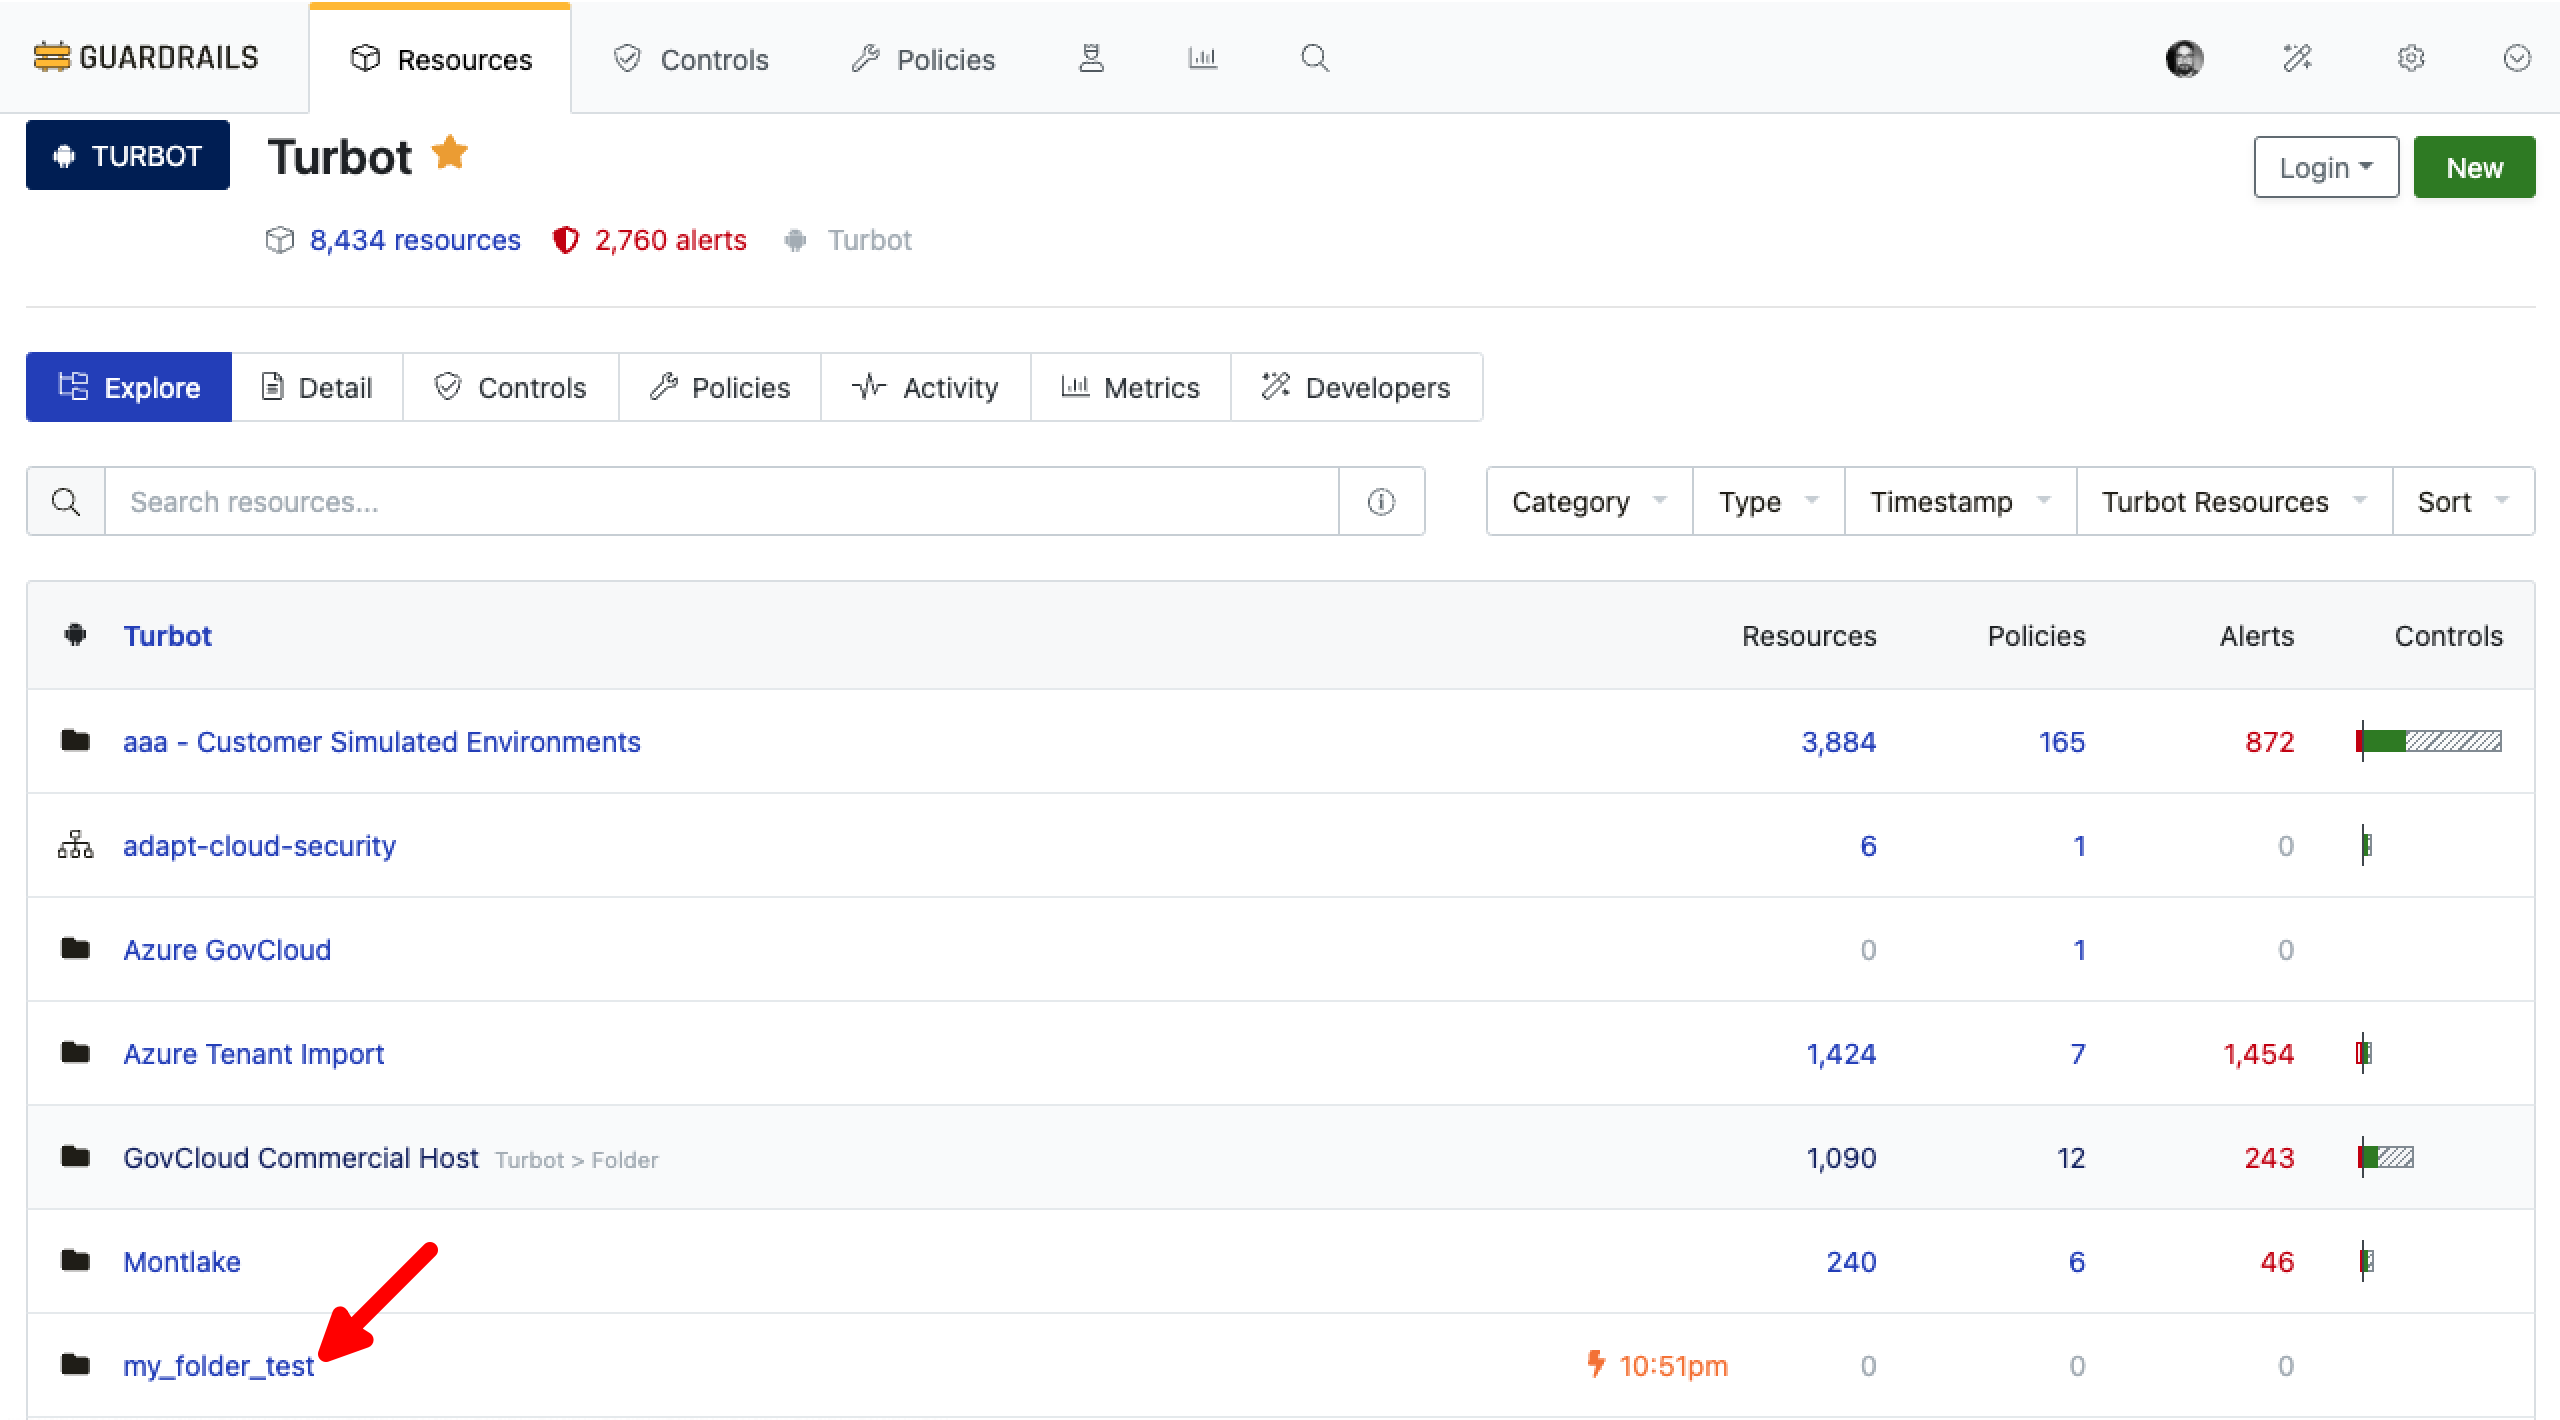 GUARDRAILS Resources Controls Policies
TURBOT Turbot Login New
8,434 resources 2,760 alerts Turbot
Explore Detail Controls Policies Activity Metrics Developers
Search resources... Category Type Timestamp Turbot Resources Sort
Turbot Resources Policies Alerts Controls
aaa - Customer Simulated Environments 3,884 165 872
adapt-cloud-security 6 1 0
Azure GovCloud 0 1 0
Azure Tenant Import 1,424 7 1,454
GovCloud Commercial Host Turbot > Folder 1,090 12 243
Montlake 240 6 46
my_folder_test 10:51pm 0 0 0